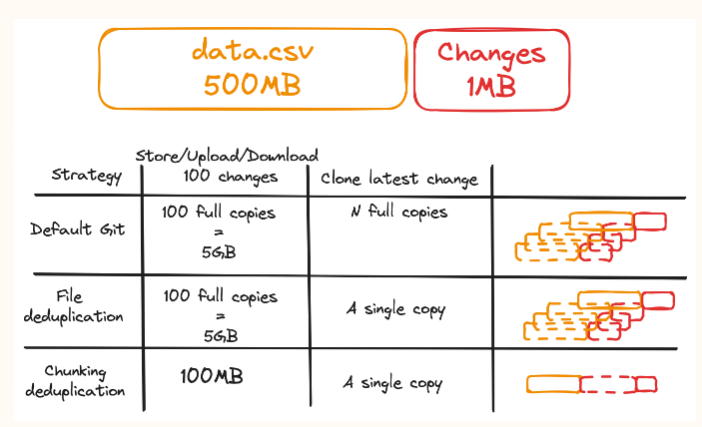 data.csv
500MB
Changes
1MB
Store/Upload/Download
Strategy
100 changes
Clone latest change
Default Git
100 full copies
=
5GB
N full copies
File
deduplication
100 full copies
=
5GB
A single copy
Chunking
deduplication
100MB
A single copy